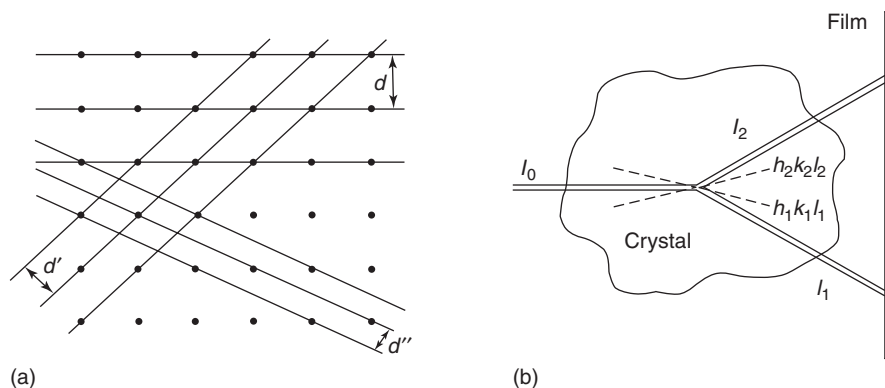 d
d′
d″
(a)
Film
I₂
I₀
h₂k₂l₂
h₁k₁l₁
Crystal
I₁
(b)